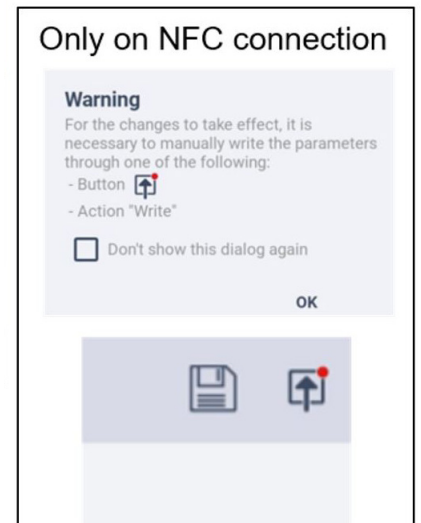 Only on NFC connection
Warning
For the changes to take effect, it is
necessary to manually write the parameters
through one of the following:
- Button
- Action "Write"
Don't show this dialog again
OK